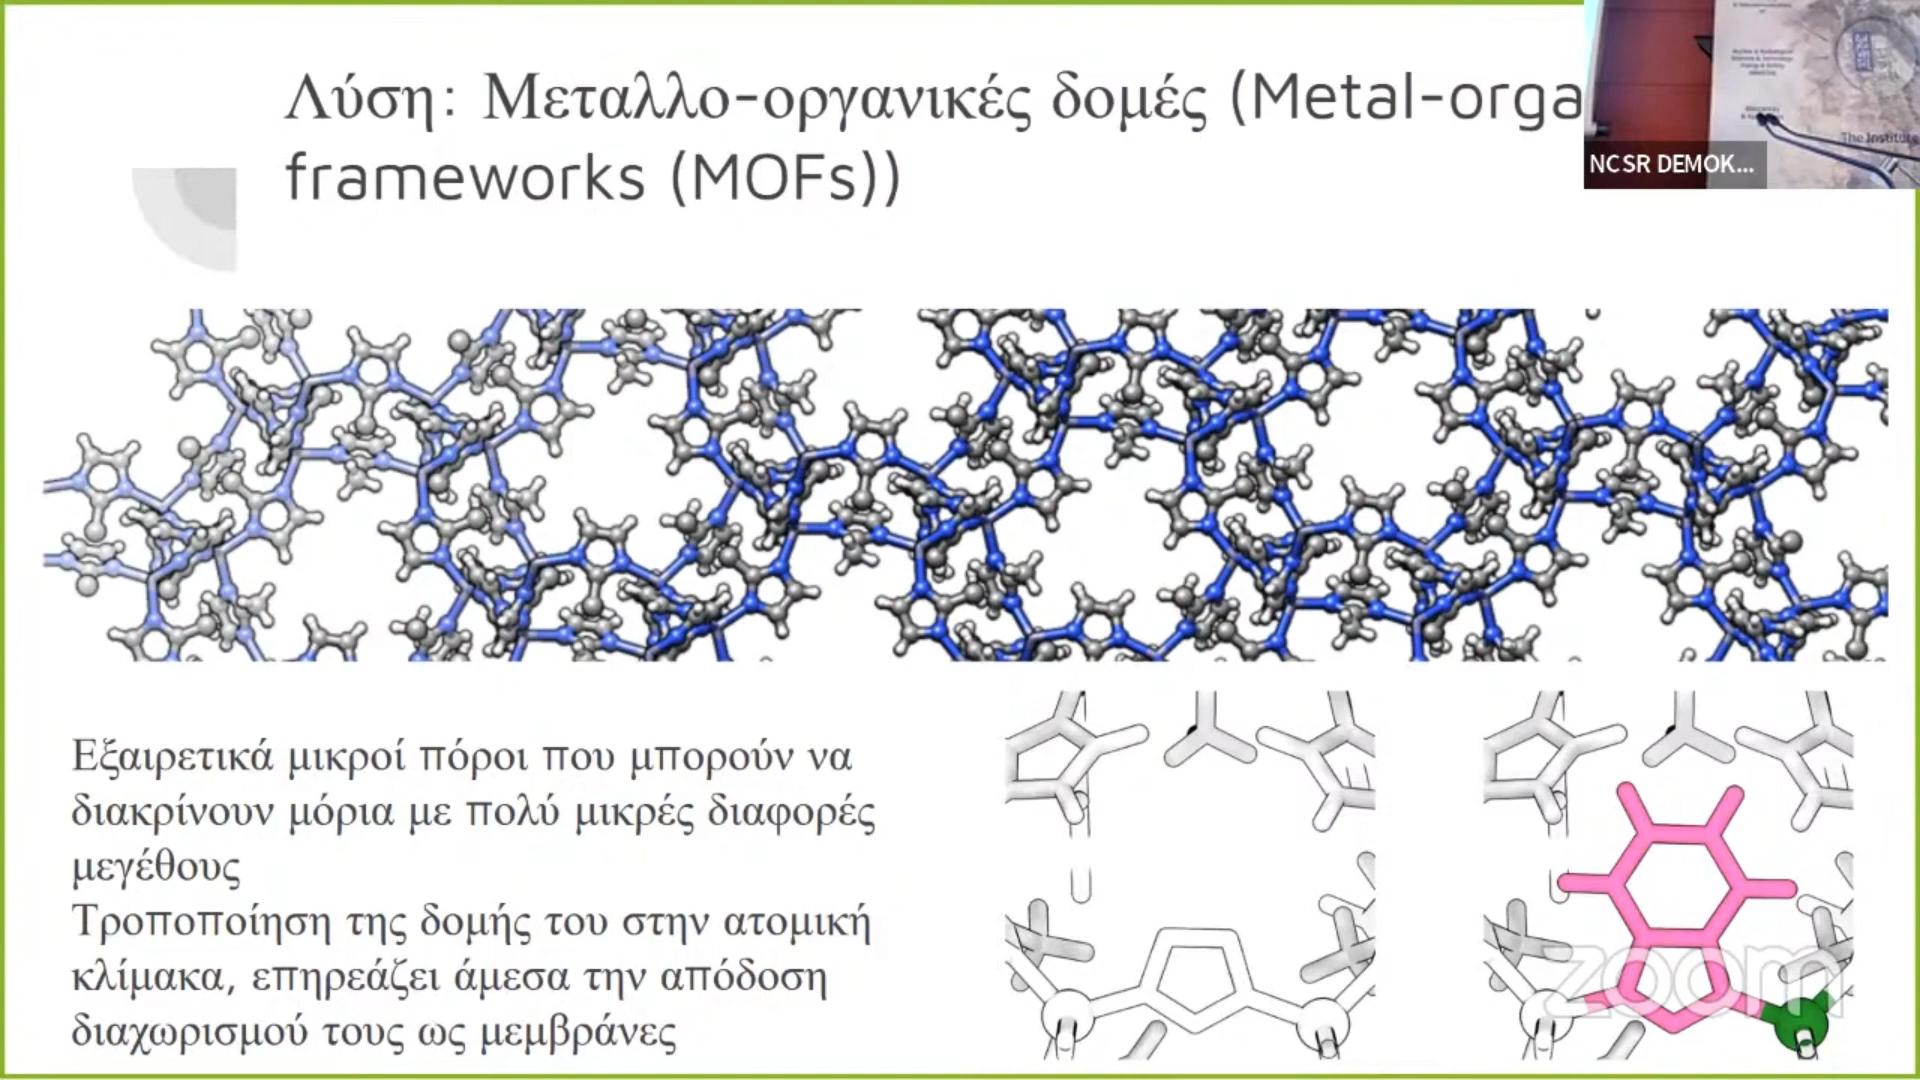 Λύση: Μεταλλο-οργανικές δομές (Metal-orga
frameworks (MOFs))
NCSR DEMOK...
The Institute
Εξαιρετικά μικροί πόροι που μπορούν να
διακρίνουν μόρια με πολύ μικρές διαφορές
μεγέθους
Τροποποίηση της δομής του στην ατομική
κλίμακα, επηρεάζει άμεσα την απόδοση
διαχωρισμού τους ως μεμβράνες
zoom